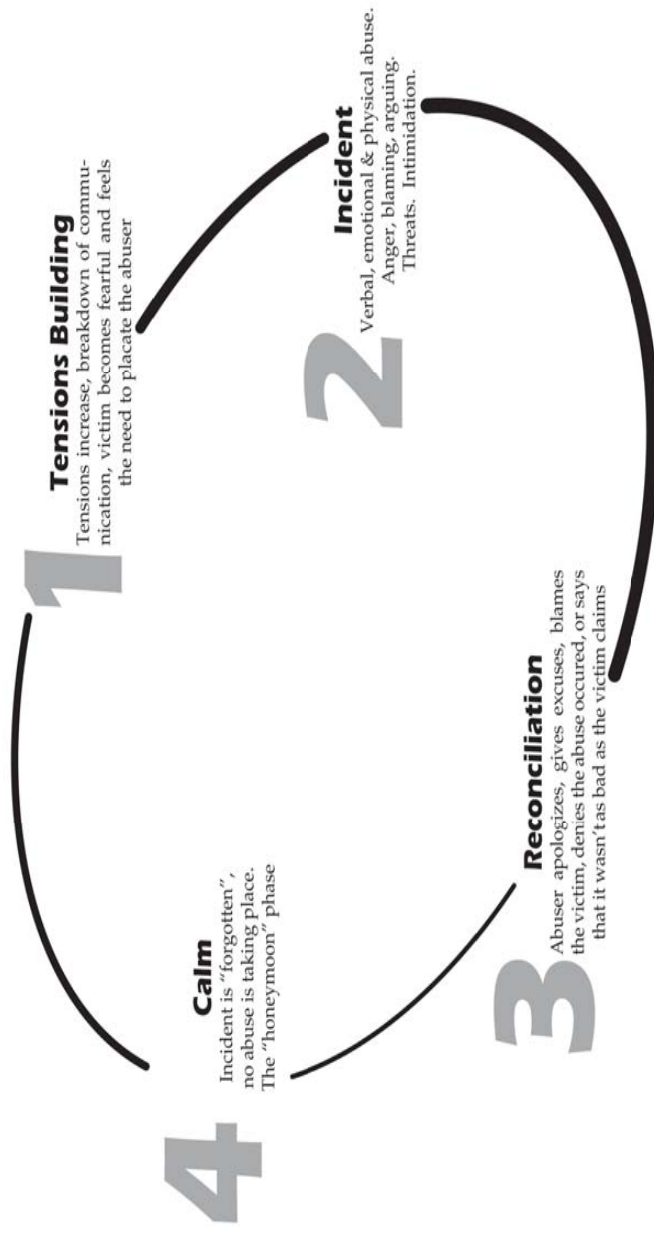 1
Tensions Building
Tensions increase, breakdown of commu-
nication, victim becomes fearful and feels
the need to placate the abuser
2
Incident
Verbal, emotional & physical abuse.
Anger, blaming, arguing.
Threats. Intimidation.
3
Reconciliation
Abuser apologizes, gives excuses, blames
the victim, denies the abuse occured, or says
that it wasn't as bad as the victim claims
4
Calm
Incident is "forgotten",
no abuse is taking place.
The "honeymoon" phase